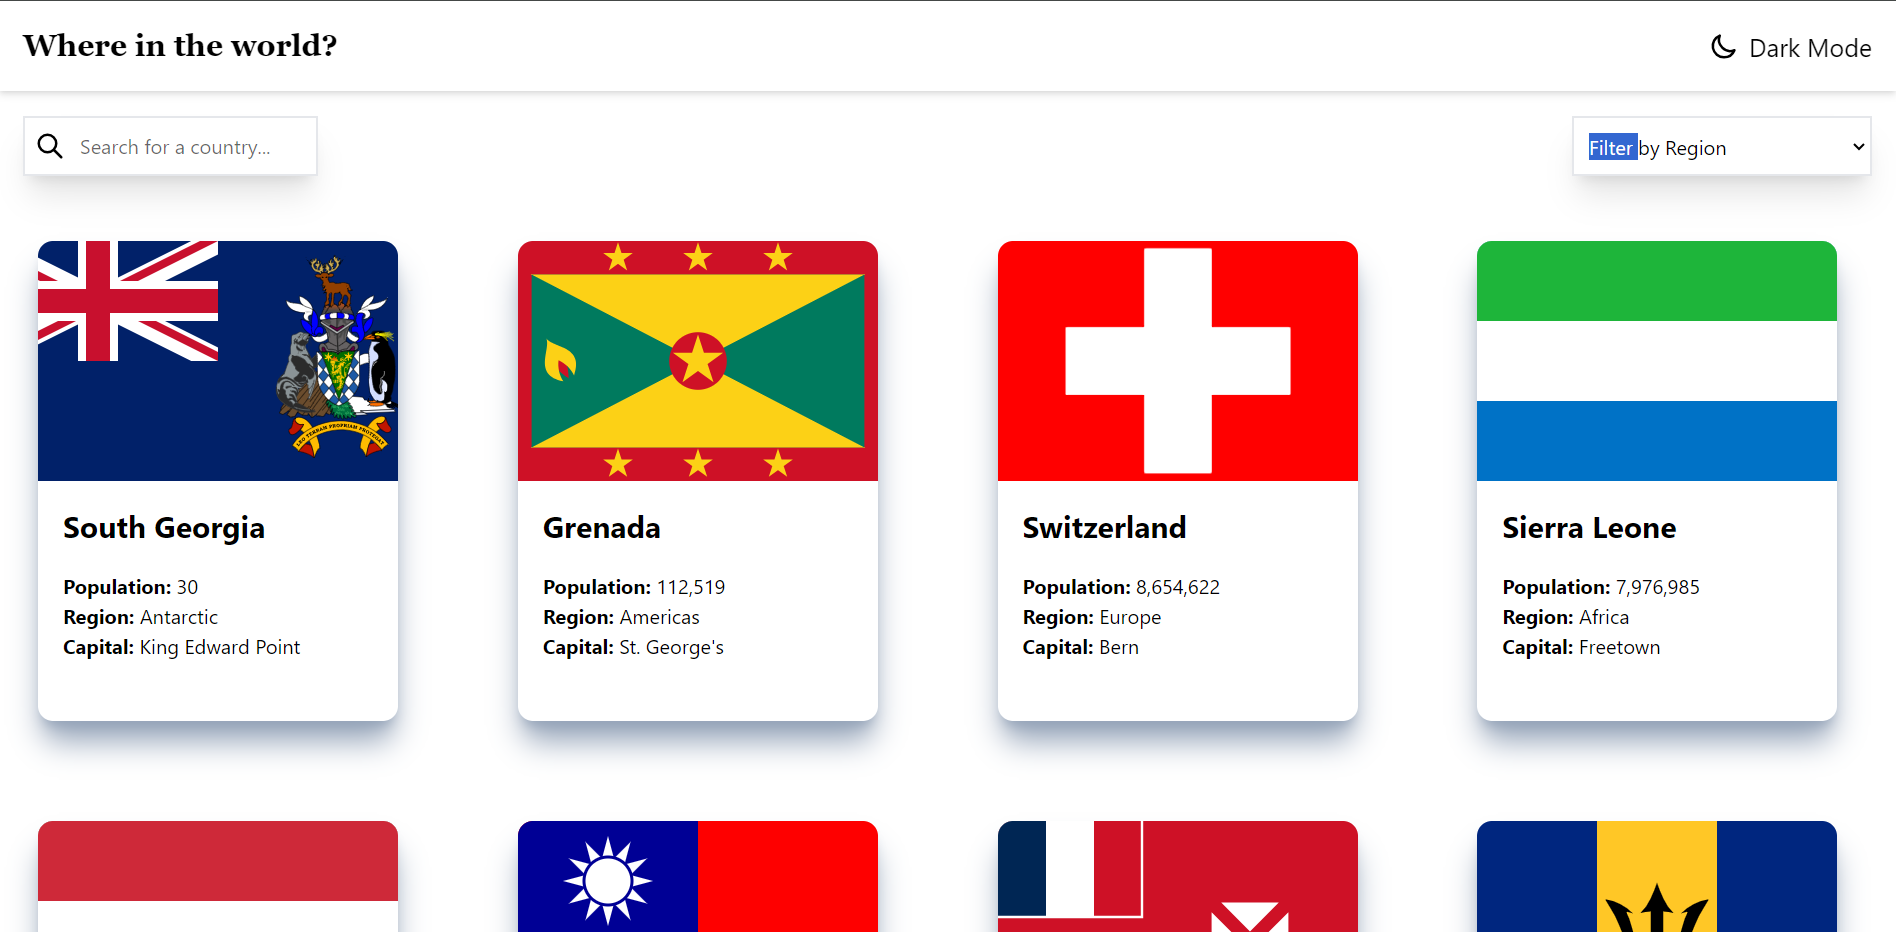 Where in the world?
Dark Mode
Search for a country...
Filter by Region
South Georgia
Population: 30
Region: Antarctic
Capital: King Edward Point
Grenada
Population: 112,519
Region: Americas
Capital: St. George's
Switzerland
Population: 8,654,622
Region: Europe
Capital: Bern
Sierra Leone
Population: 7,976,985
Region: Africa
Capital: Freetown
LEO TERRAM PROPRIAM PROTEGAT